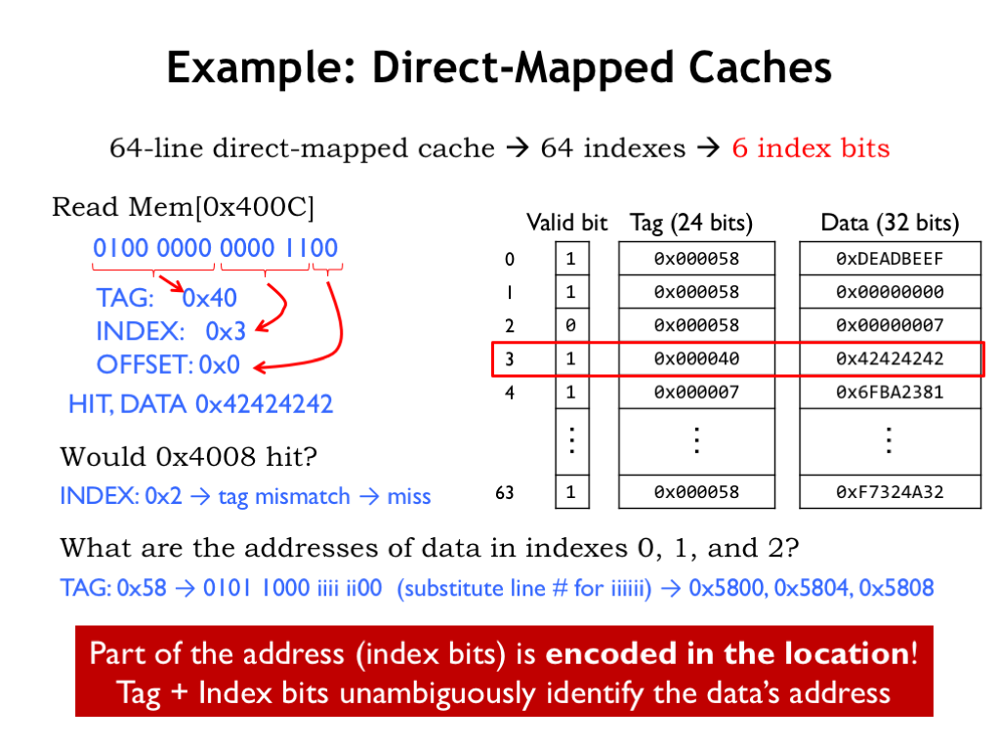 Example: Direct-Mapped Caches
64-line direct-mapped cache → 64 indexes → 6 index bits
Read Mem[0x400C]
0100 0000 0000 1100
TAG: 0x40
INDEX: 0x3
OFFSET: 0x0
HIT, DATA 0x42424242
Would 0x4008 hit?
INDEX: 0x2 → tag mismatch → miss
Valid bit Tag (24 bits) Data (32 bits)
0 1 0x000058 0xDEADBEEF
1 1 0x000058 0x00000000
2 0 0x000058 0x00000007
3 1 0x000040 0x42424242
4 1 0x000007 0x6FBA2381
⋮ ⋮ ⋮
63 1 0x000058 0xF7324A32
What are the addresses of data in indexes 0, 1, and 2?
TAG: 0x58 → 0101 1000 iiii ii00 (substitute line # for iiiiii) → 0x5800, 0x5804, 0x5808
Part of the address (index bits) is encoded in the location!
Tag + Index bits unambiguously identify the data's address